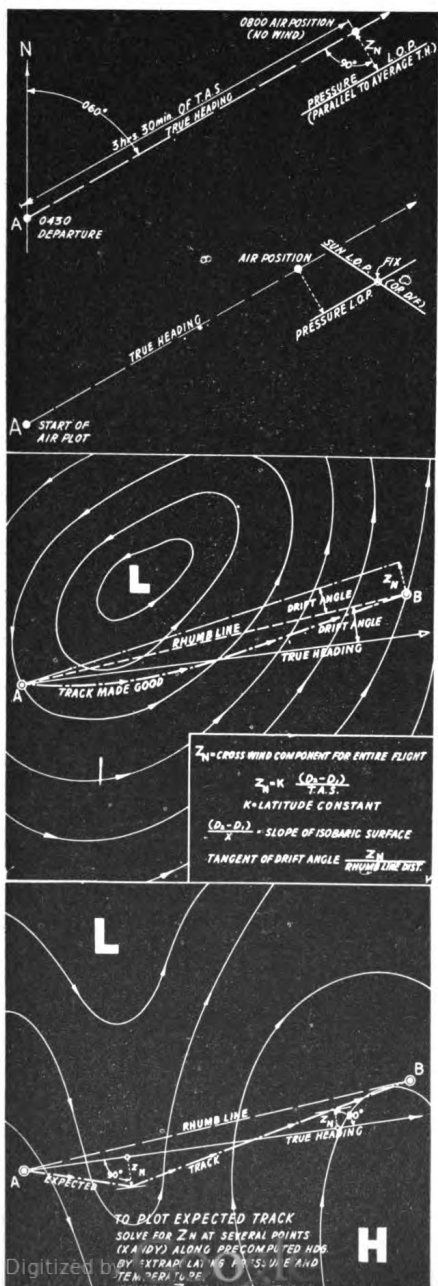 0800 AIR POSITION
(NO WIND)
N
ZN
90°
L.O.P.
PRESSURE
(PARALLEL TO AVERAGE T.H.)
060°
3hrs 30min. OF T.A.S.
TRUE HEADING
A
0430
DEPARTURE
AIR POSITION
SUN L.O.P.
FIX
(OR D/F)
PRESSURE L.O.P.
TRUE HEADING
A
START OF
AIR PLOT
L
ZN
B
DRIFT ANGLE
RHUMB LINE
DRIFT ANGLE
TRUE HEADING
A
TRACK MADE GOOD
ZN=CROSS WIND COMPONENT FOR ENTIRE FLIGHT
ZN=K (D2-D1)/T.A.S.
K=LATITUDE CONSTANT
(D2-D1)/X = SLOPE OF ISOBARIC SURFACE
TANGENT OF DRIFT ANGLE ZN/RHUMB LINE DIST.
L
B
RHUMB LINE
ZN
90°
TRUE HEADING
A
EXPECTED
90°
ZN
TRACK
TO PLOT EXPECTED TRACK
SOLVE FOR ZN AT SEVERAL POINTS
(X AND Y) ALONG PRECOMPUTED HDG.
BY EXTRAPOLATING PRESSURE AND
TEMPERATURE
H
Digitized by